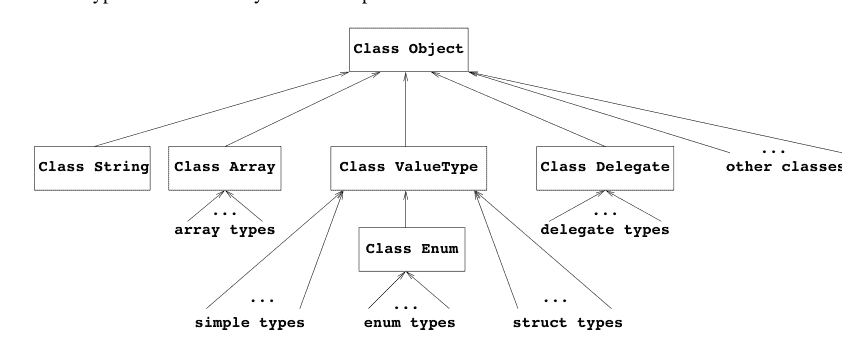 Class Object
Class String
Class Array
Class ValueType
Class Delegate
...
other classes
...
array types
...
delegate types
Class Enum
...
simple types
...
enum types
...
struct types